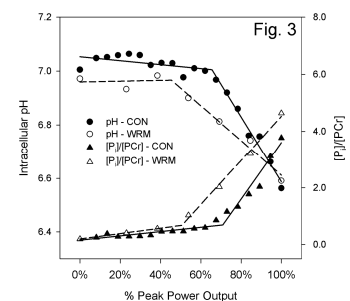 Fig. 3
Intracellular pH
7.2
7.0
6.8
6.6
6.4
pH - CON
pH - WRM
[Pi]/[PCr] - CON
[Pi]/[PCr] - WRM
8.0
6.0
4.0
2.0
0.0
[Pi]/[PCr]
0% 20% 40% 60% 80% 100%
% Peak Power Output